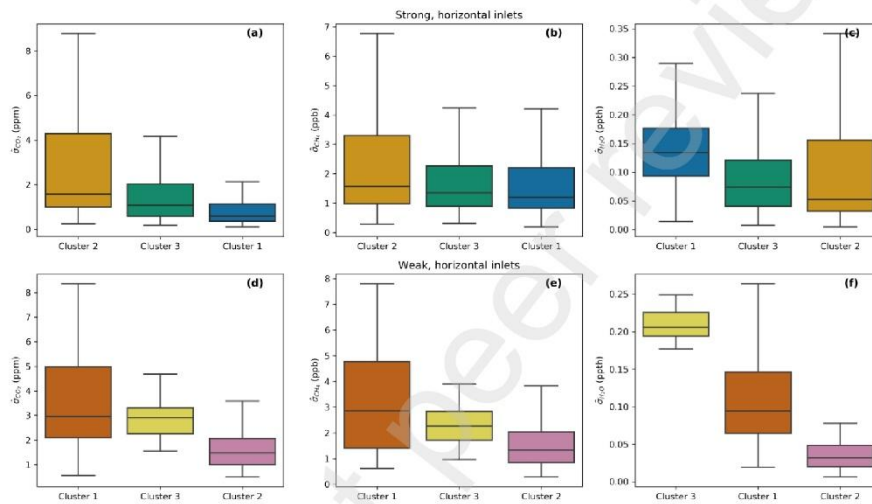 Strong, horizontal inlets
(a)
(b)
(c)
σ̂CO₂ (ppm)
8
6
4
2
0
Cluster 2 Cluster 3 Cluster 1
σ̂CH₄ (ppb)
7
6
5
4
3
2
1
0
Cluster 2 Cluster 3 Cluster 1
σ̂H₂O (ppth)
0.35
0.30
0.25
0.20
0.15
0.10
0.05
0.00
Cluster 1 Cluster 3 Cluster 2
Weak, horizontal inlets
(d)
(e)
(f)
σ̂CO₂ (ppm)
8
7
6
5
4
3
2
1
Cluster 1 Cluster 3 Cluster 2
σ̂CH₄ (ppb)
8
7
6
5
4
3
2
1
0
Cluster 1 Cluster 3 Cluster 2
σ̂H₂O (ppth)
0.25
0.20
0.15
0.10
0.05
0.00
Cluster 3 Cluster 1 Cluster 2
t peer review